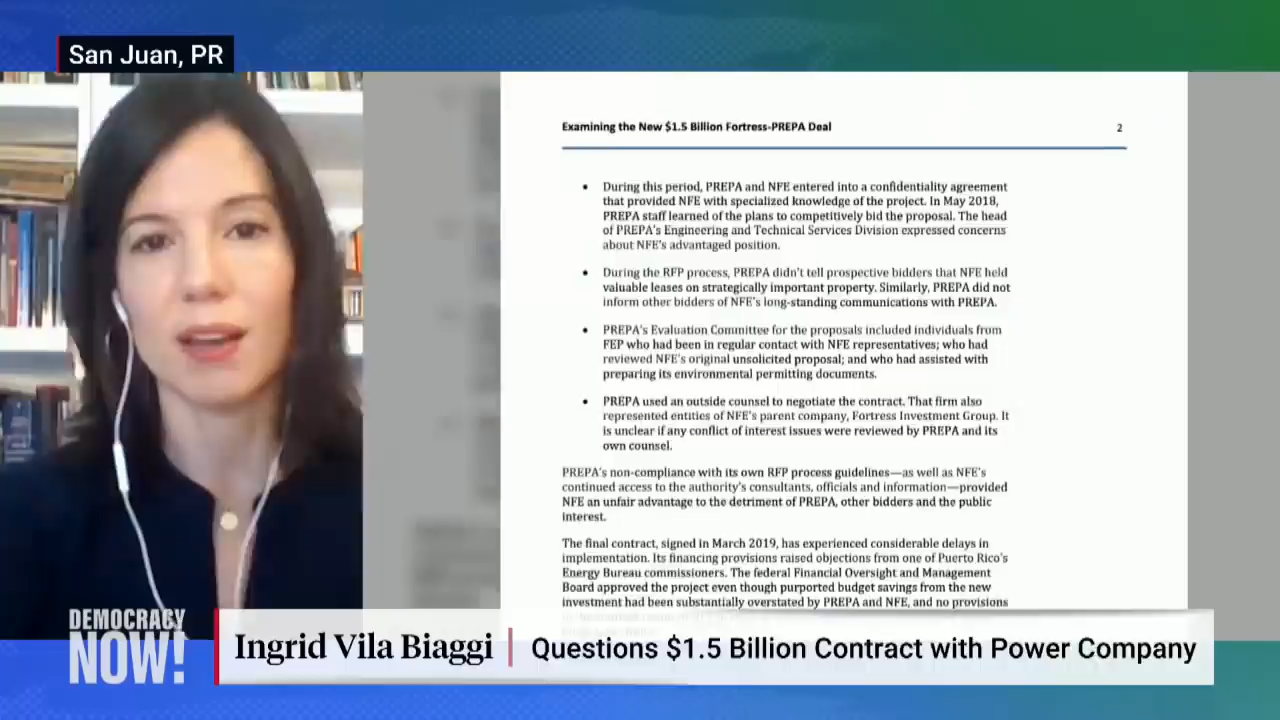 San Juan, PR
Examining the New $1.5 Billion Fortress-PREPA Deal
2
• During this period, PREPA and NFE entered into a confidentiality agreement
that provided NFE with specialized knowledge of the project. In May 2018,
PREPA staff learned of the plans to competitively bid the proposal. The head
of PREPA's Engineering and Technical Services Division expressed concerns
about NFE's advantaged position.
• During the RFP process, PREPA didn't tell prospective bidders that NFE held
valuable leases on strategically important property. Similarly, PREPA did not
inform other bidders of NFE's long-standing communications with PREPA.
• PREPA's Evaluation Committee for the proposals included individuals from
FEP who had been in regular contact with NFE representatives; who had
reviewed NFE's original unsolicited proposal; and who had assisted with
preparing its environmental permitting documents.
• PREPA used an outside counsel to negotiate the contract. That firm also
represented entities of NFE's parent company, Fortress Investment Group. It
is unclear if any conflict of interest issues were reviewed by PREPA and its
own counsel.
PREPA's non-compliance with its own RFP process guidelines—as well as NFE's
continued access to the authority's consultants, officials and information—provided
NFE an unfair advantage to the detriment of PREPA, other bidders and the public
interest.
The final contract, signed in March 2019, has experienced considerable delays in
implementation. Its financing provisions raised objections from one of Puerto Rico's
Energy Bureau commissioners. The federal Financial Oversight and Management
Board approved the project even though purported budget savings from the new
investment had been substantially overstated by PREPA and NFE, and no provisions
DEMOCRACY
NOW!
Ingrid Vila Biaggi | Questions $1.5 Billion Contract with Power Company